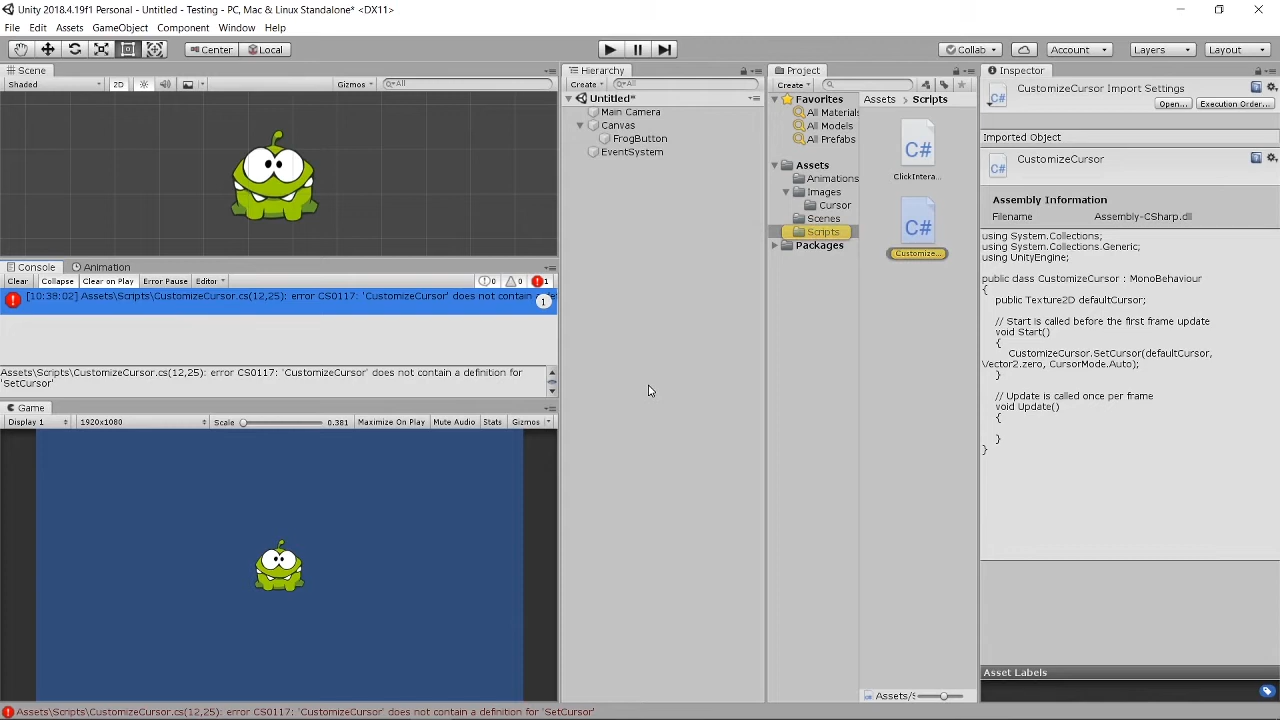 Unity 2018.4.19f1 Personal - Untitled - Testing - PC, Mac & Linux Standalone* <DX11>
File Edit Assets GameObject Component Window Help
Center Local Collab Account Layers Layout
Scene
Shaded 2D Gizmos All
Console Animation
Clear Collapse Clear on Play Error Pause Editor 0 0 1
[10:38:02] Assets\Scripts\CustomizeCursor.cs(12,25): error CS0117: 'CustomizeCursor' does not contain a
1
Assets\Scripts\CustomizeCursor.cs(12,25): error CS0117: 'CustomizeCursor' does not contain a definition for
'SetCursor'
Game
Display 1 1920x1080 Scale 0.381 Maximize On Play Mute Audio Stats Gizmos
Hierarchy
Create All
Untitled*
Main Camera
Canvas
FrogButton
EventSystem
Project
Create
Favorites
All Materials
All Models
All Prefabs
Assets
Animations
Images
Cursor
Scenes
Scripts
Packages
Assets Scripts
C#
ClickIntera...
C#
Customize...
Assets/S
Inspector
C#
CustomizeCursor Import Settings
Open... Execution Order...
Imported Object
C#
CustomizeCursor
Assembly Information
Filename Assembly-CSharp.dll
using System.Collections;
using System.Collections.Generic;
using UnityEngine;
public class CustomizeCursor : MonoBehaviour
{
public Texture2D defaultCursor;
// Start is called before the first frame update
void Start()
{
CustomizeCursor.SetCursor(defaultCursor,
Vector2.zero, CursorMode.Auto);
}
// Update is called once per frame
void Update()
{
}
}
Asset Labels
Assets\Scripts\CustomizeCursor.cs(12,25): error CS0117: 'CustomizeCursor' does not contain a definition for 'SetCursor'